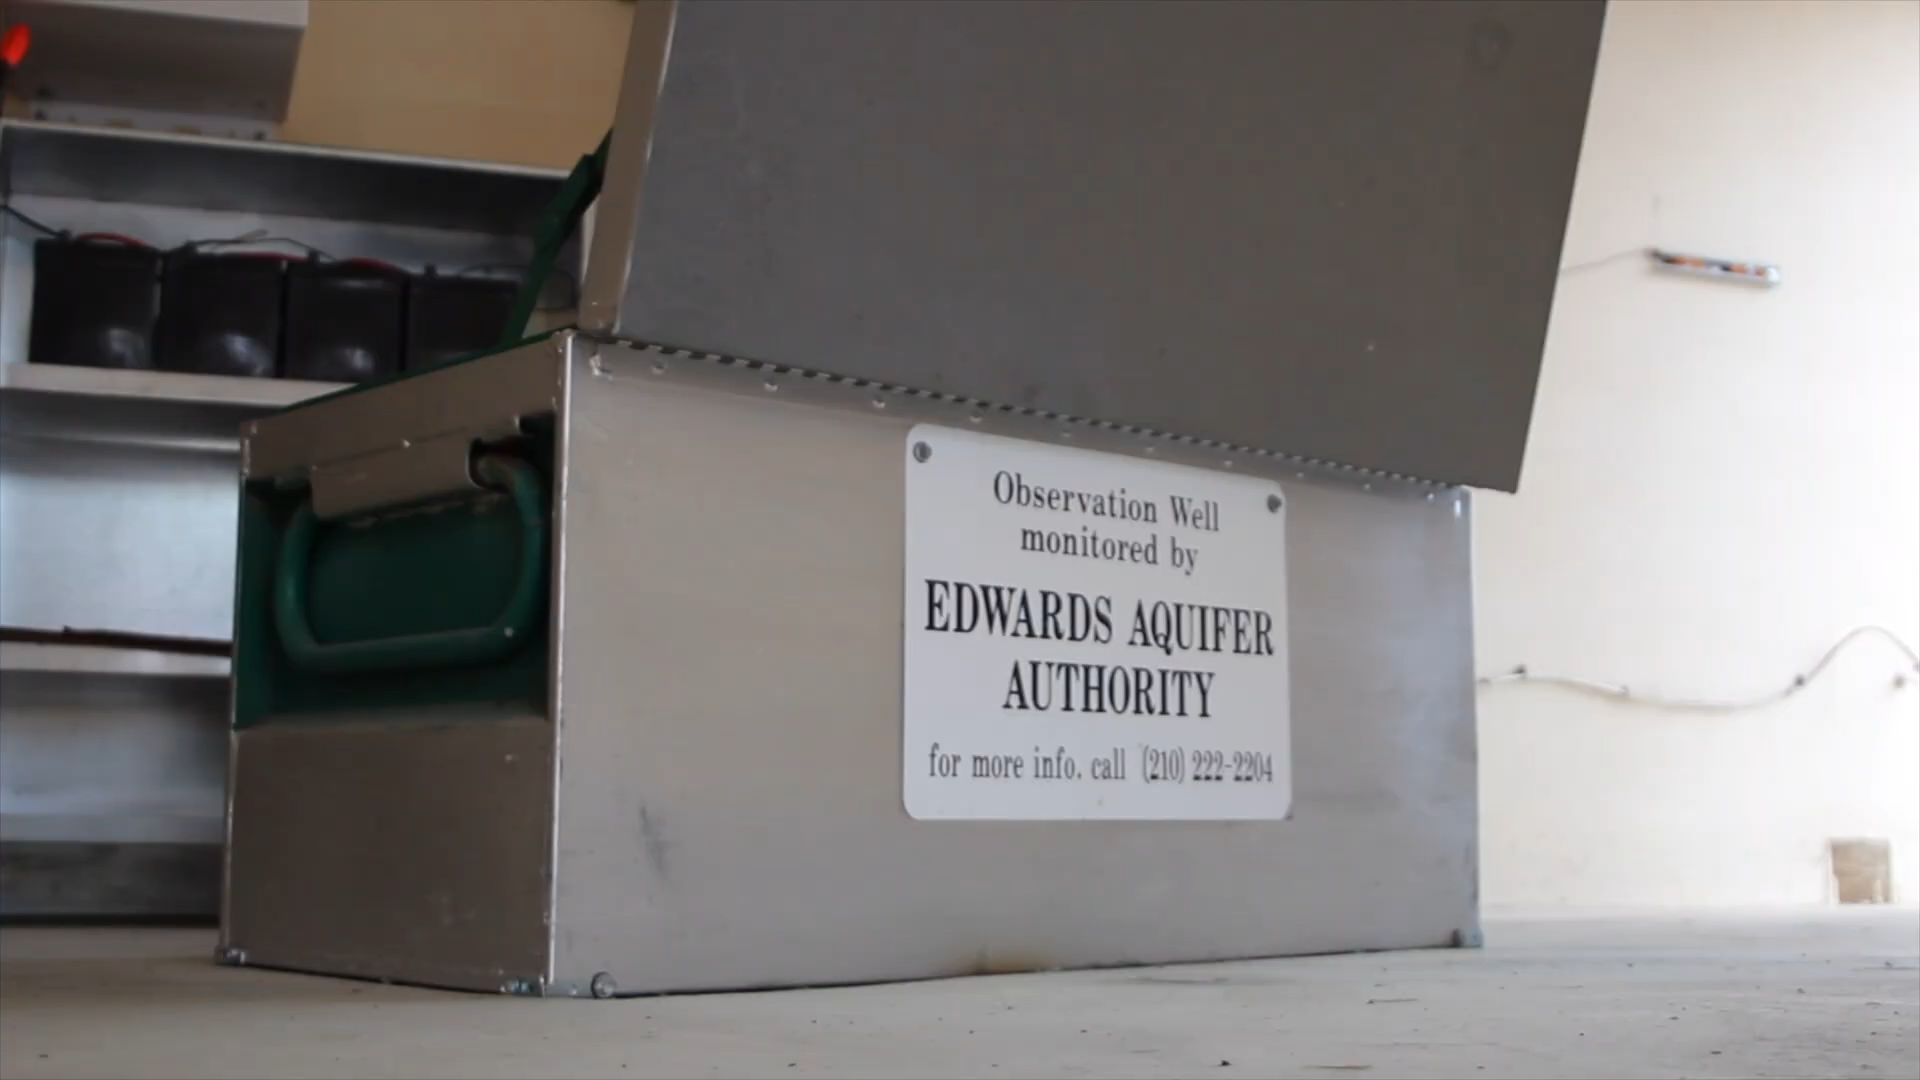 Observation Well
monitored by
EDWARDS AQUIFER
AUTHORITY
for more info. call (210) 222-2204